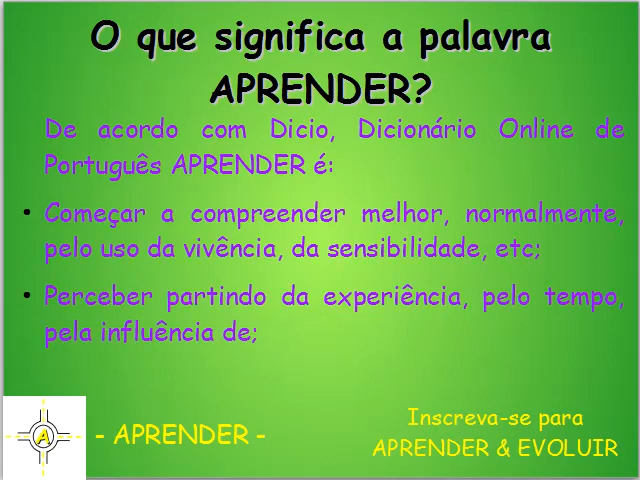 O que significa a palavra
APRENDER?
De acordo com Dicio, Dicionário Online de
Português APRENDER é:
• Começar a compreender melhor, normalmente,
pelo uso da vivência, da sensibilidade, etc;
• Perceber partindo da experiência, pelo tempo,
pela influência de;
A
- APRENDER -
Inscreva-se para
APRENDER & EVOLUIR